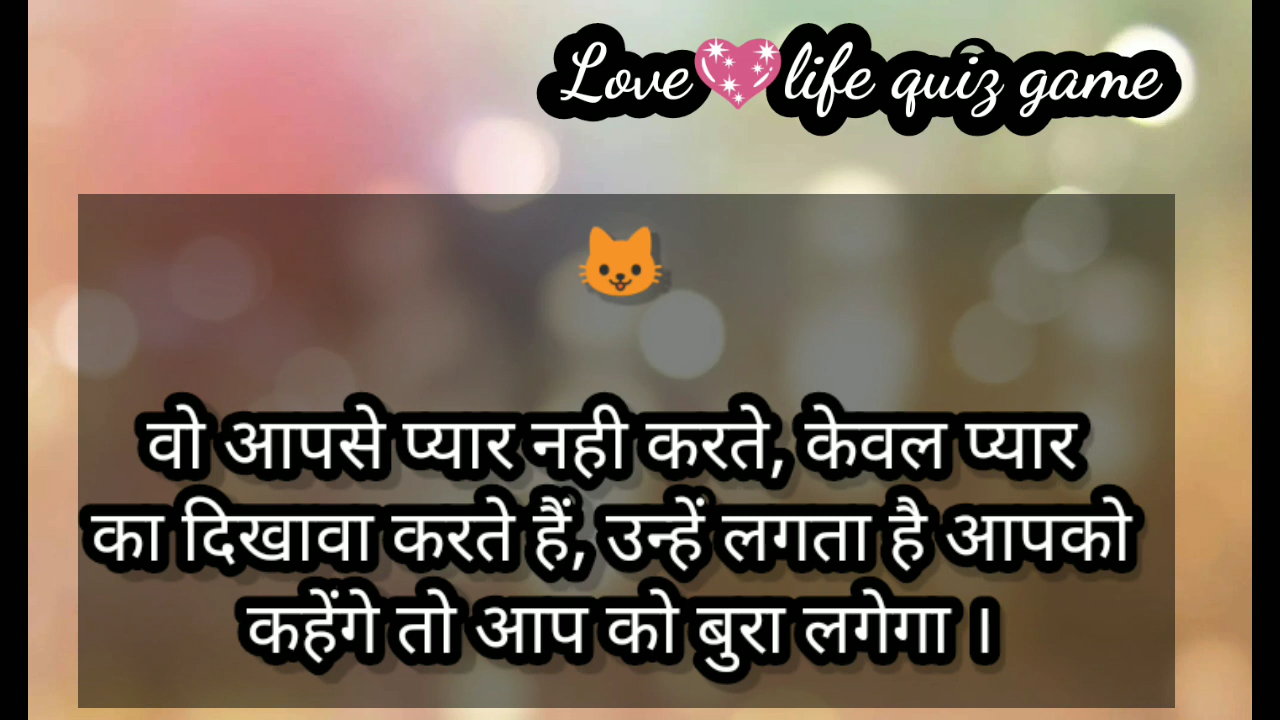 Love💖life quiz game
🐱
वो आपसे प्यार नही करते, केवल प्यार
का दिखावा करते हैं, उन्हें लगता है आपको
कहेंगे तो आप को बुरा लगेगा ।